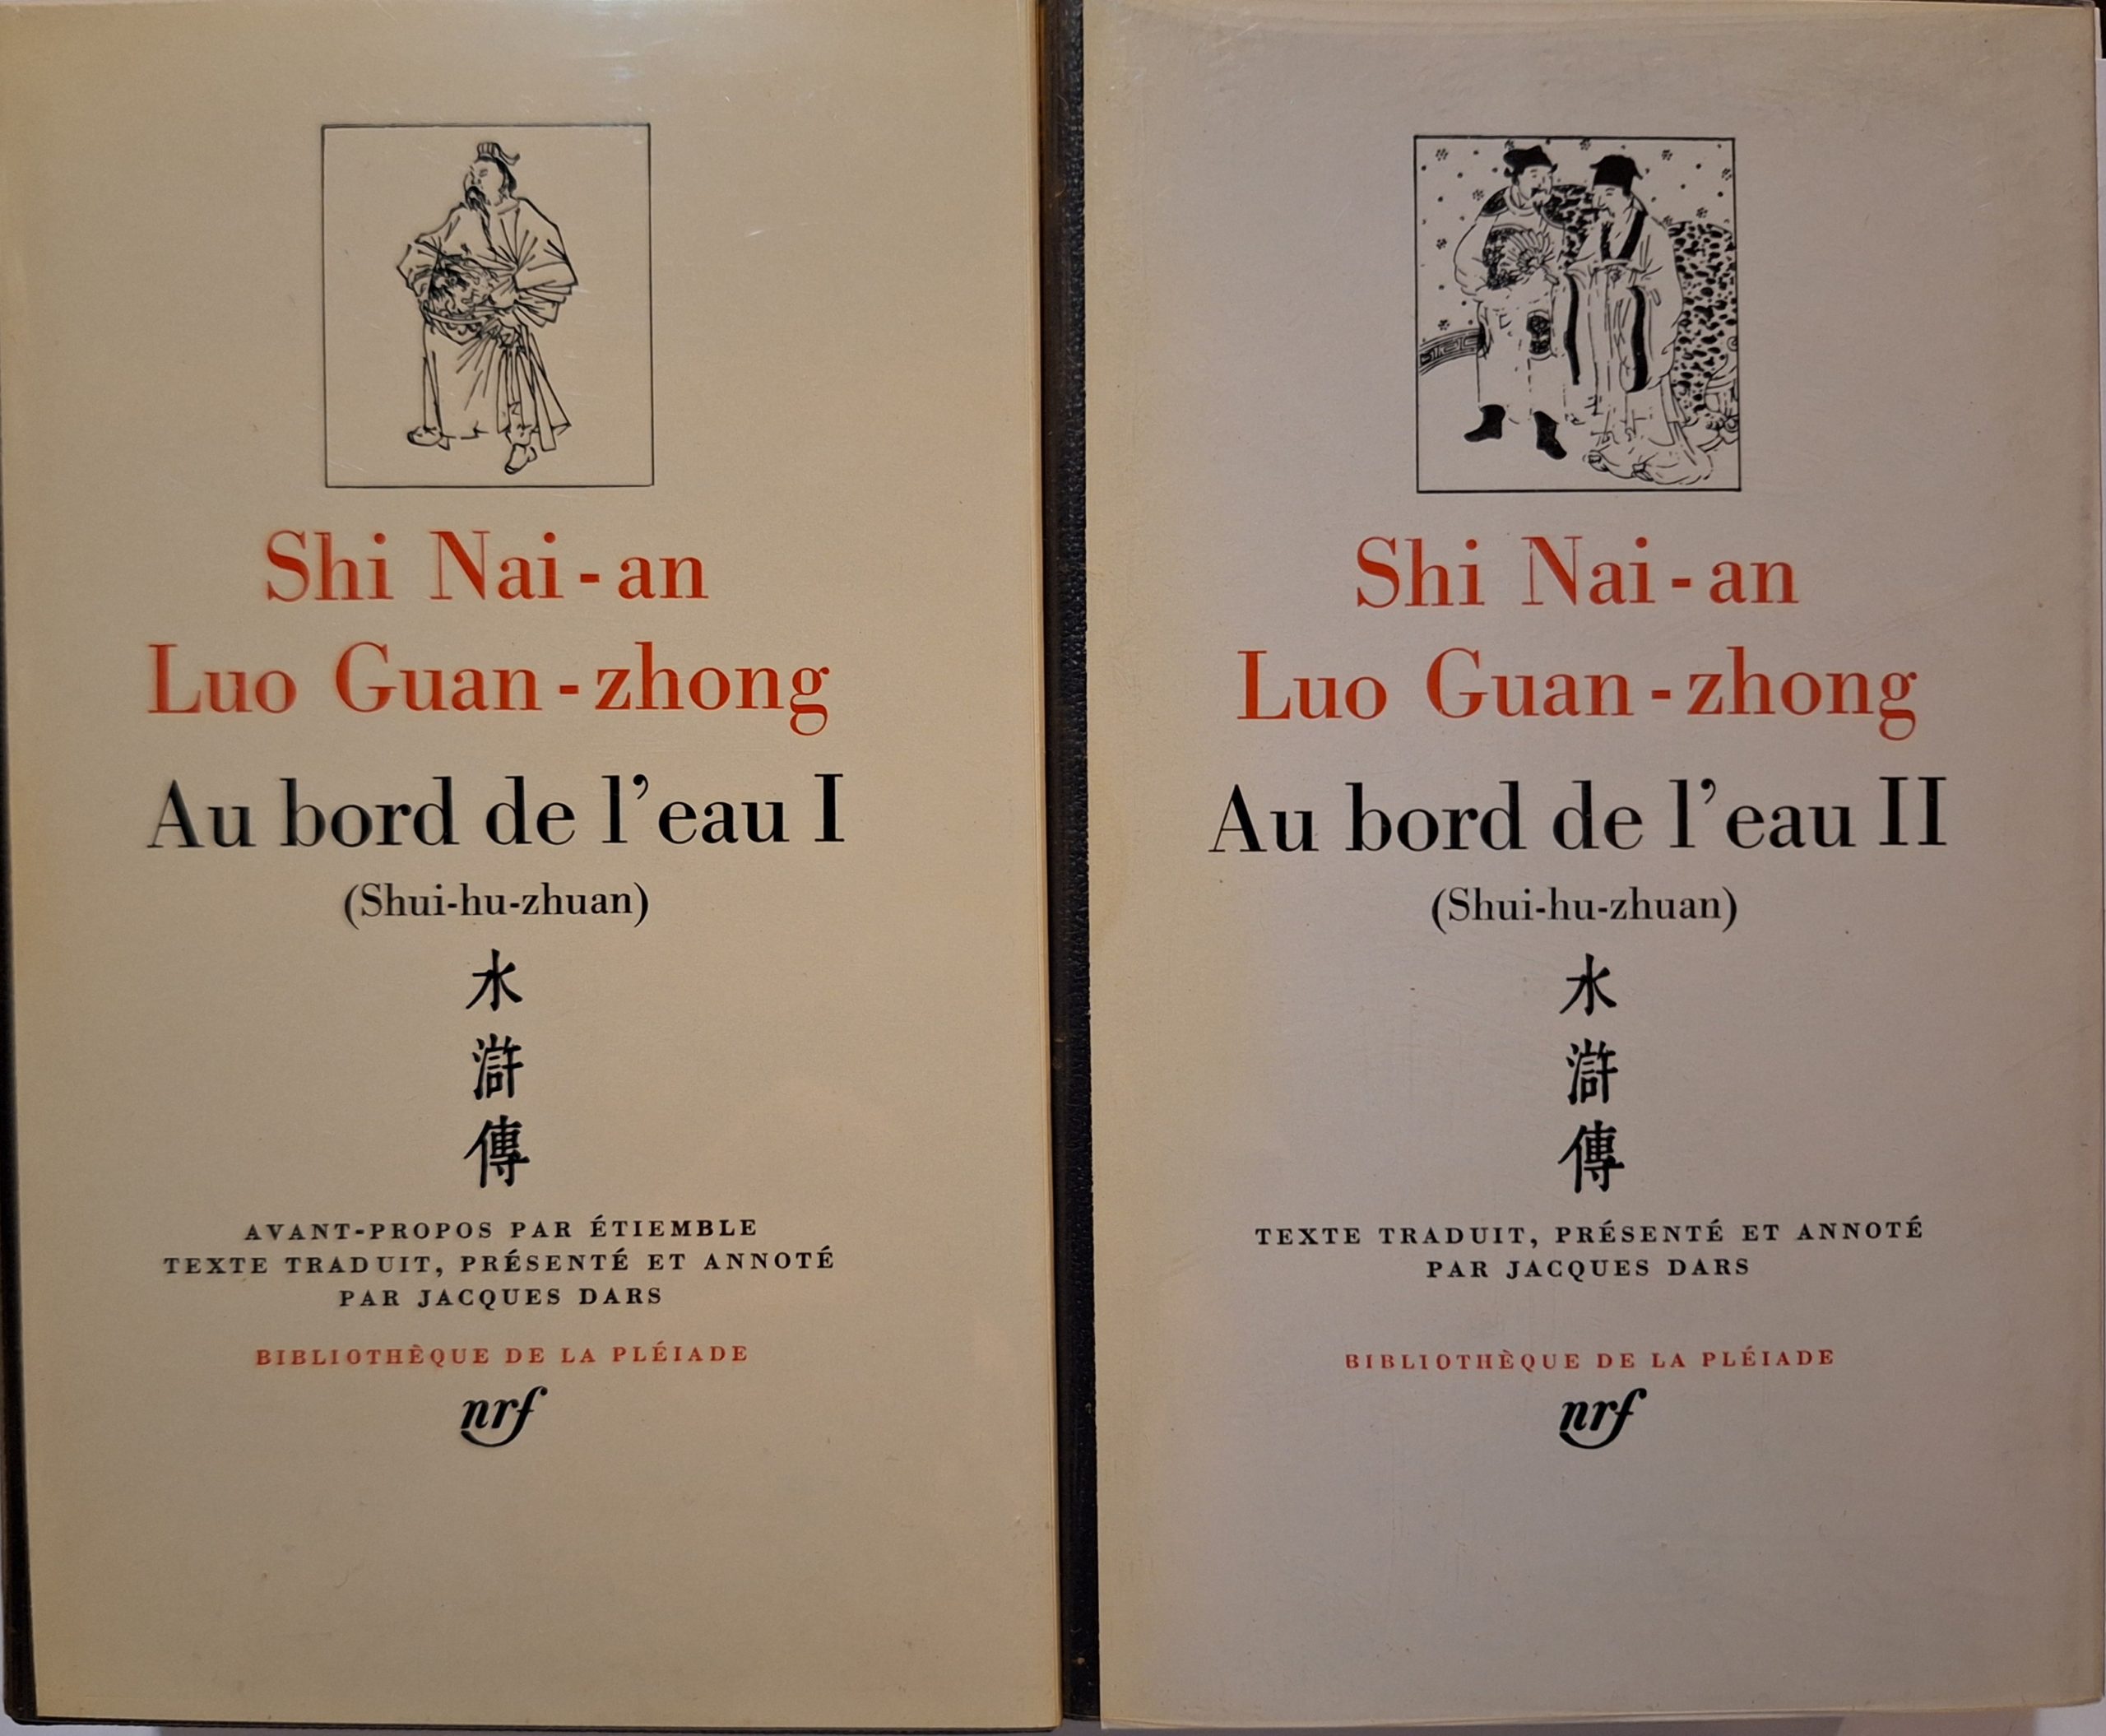 Shi Nai-an
Luo Guan-zhong
Au bord de l'eau I
(Shui-hu-zhuan)
水
滸
傳
AVANT-PROPOS PAR ÉTIEMBLE
TEXTE TRADUIT, PRÉSENTÉ ET ANNOTÉ
PAR JACQUES DARS
BIBLIOTHÈQUE DE LA PLÉIADE
nrf
Shi Nai-an
Luo Guan-zhong
Au bord de l'eau II
(Shui-hu-zhuan)
水
滸
傳
TEXTE TRADUIT, PRÉSENTÉ ET ANNOTÉ
PAR JACQUES DARS
BIBLIOTHÈQUE DE LA PLÉIADE
nrf